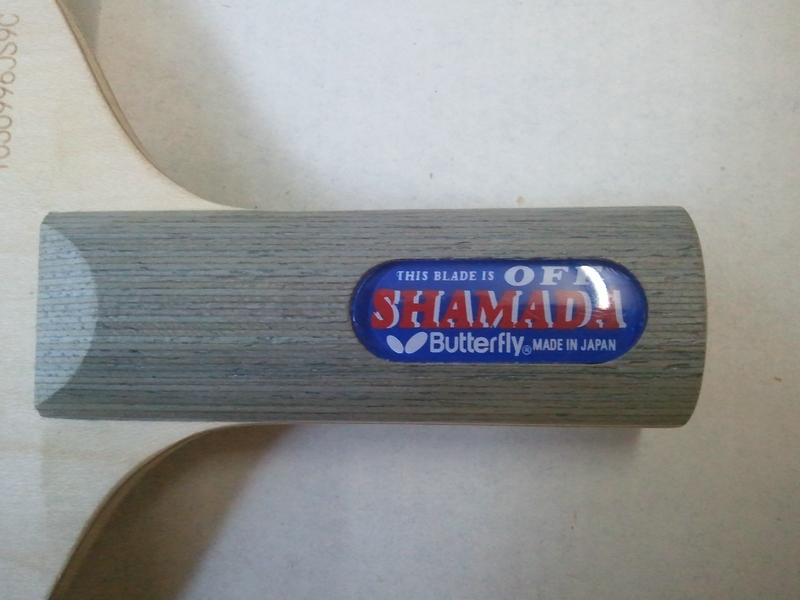 THIS BLADE IS OFF
SHAMADA
Butterfly® MADE IN JAPAN